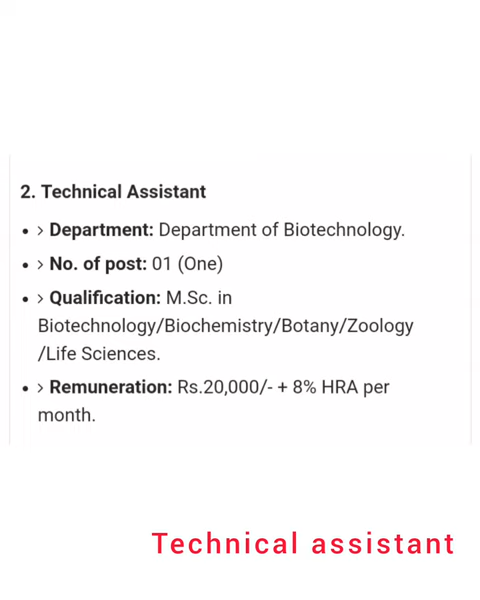 2. Technical Assistant
• > Department: Department of Biotechnology.
• > No. of post: 01 (One)
• > Qualification: M.Sc. in
Biotechnology/Biochemistry/Botany/Zoology
/Life Sciences.
• > Remuneration: Rs.20,000/- + 8% HRA per
month.
Technical assistant